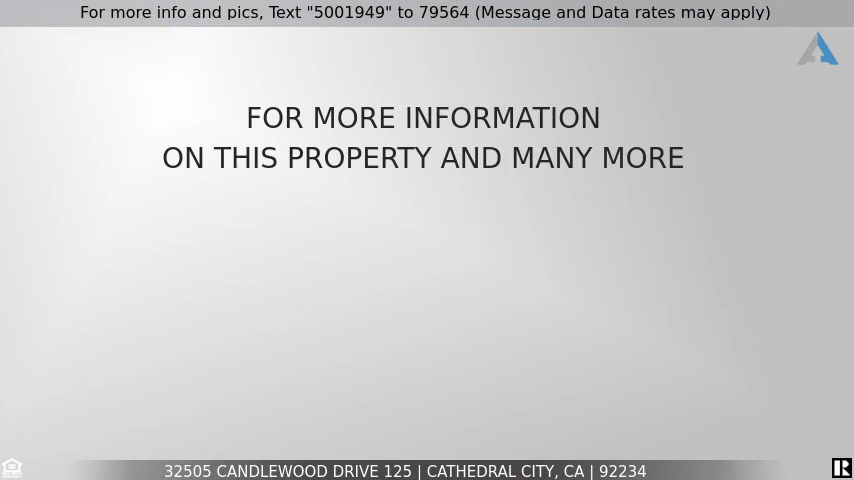 For more info and pics, Text "5001949" to 79564 (Message and Data rates may apply)
FOR MORE INFORMATION
ON THIS PROPERTY AND MANY MORE
32505 CANDLEWOOD DRIVE 125 | CATHEDRAL CITY, CA | 92234